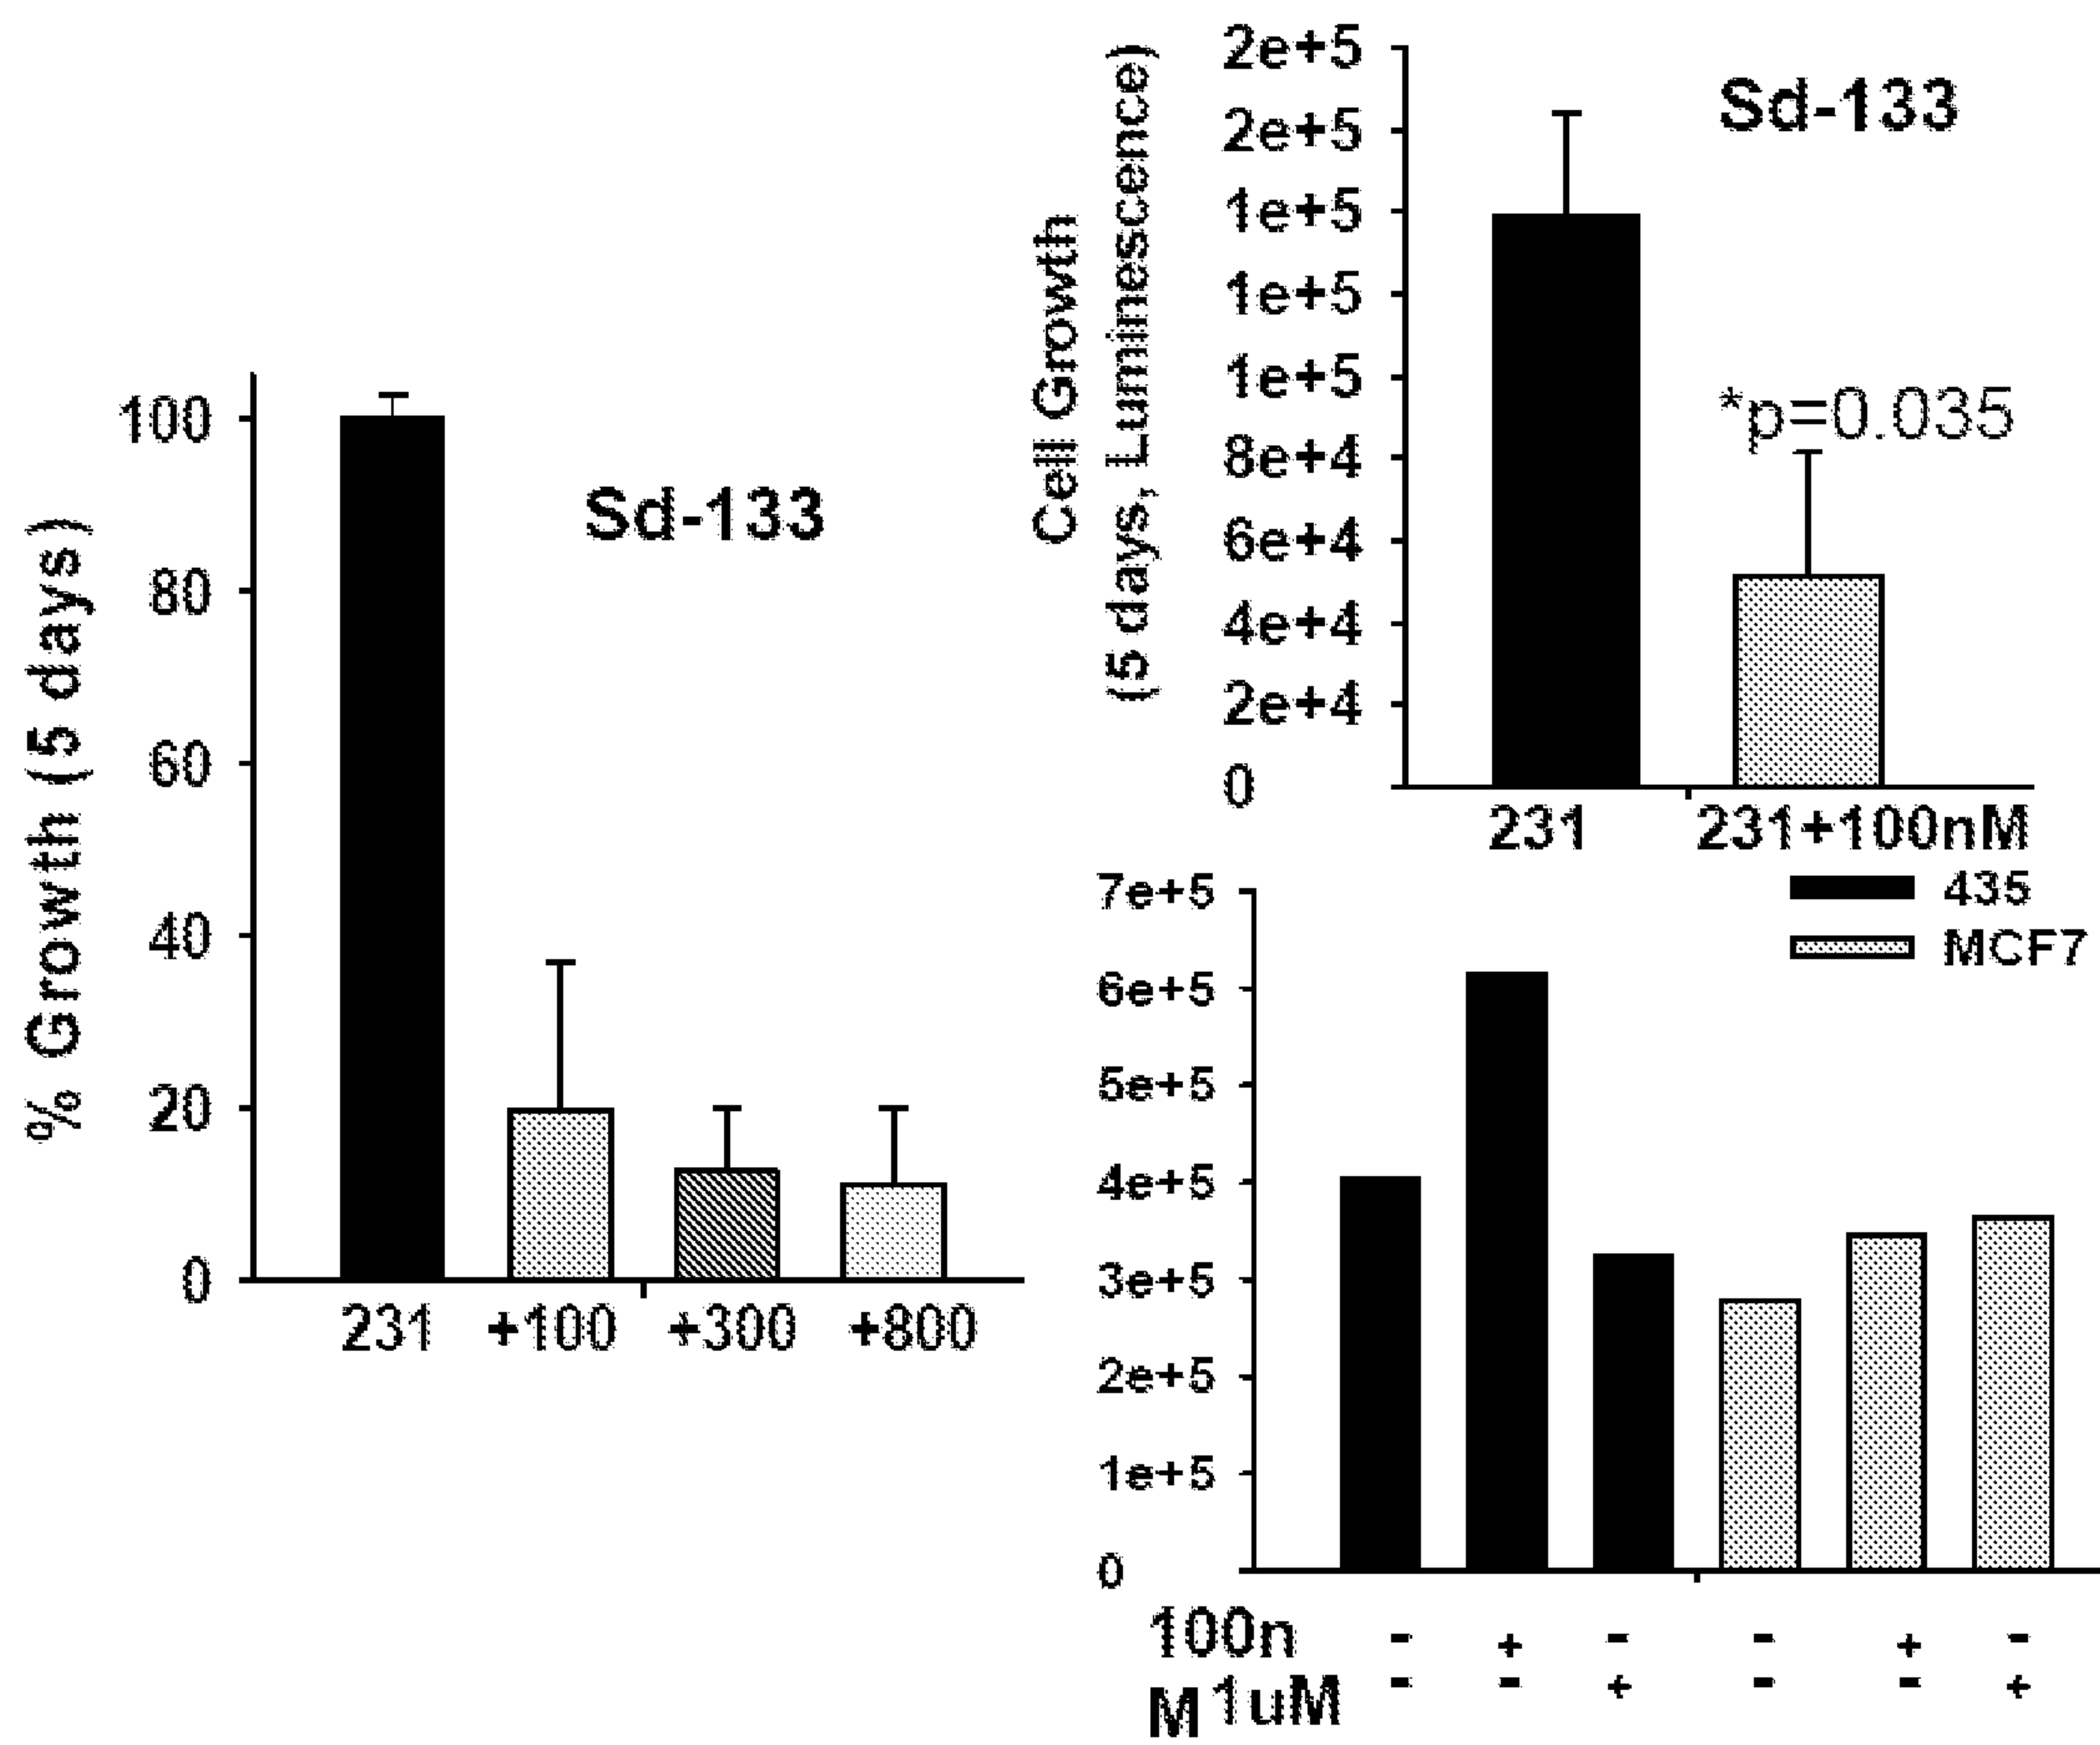 % Growth (5 days)
100
80
60
40
20
0
Sd-133
231 +100 +300 +800
Cell Growth
(5 days, Luminescence)
2e+5
2e+5
1e+5
1e+5
1e+5
8e+4
6e+4
4e+4
2e+4
0
Sd-133
*p=0.035
231 231+100nM
435
MCF7
7e+5
6e+5
5e+5
4e+5
3e+5
2e+5
1e+5
0
100n - + - - + -
M 1uM - - + - - +